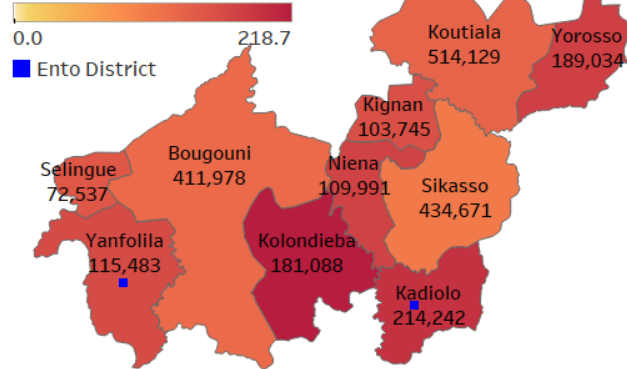 0.0 218.7
Ento District
Koutiala
514,129
Yorosso
189,034
Kignan
103,745
Bougouni
411,978
Niena
109,991
Selingue
72,537
Sikasso
434,671
Yanfolila
115,483
Kolondieba
181,088
Kadiolo
214,242